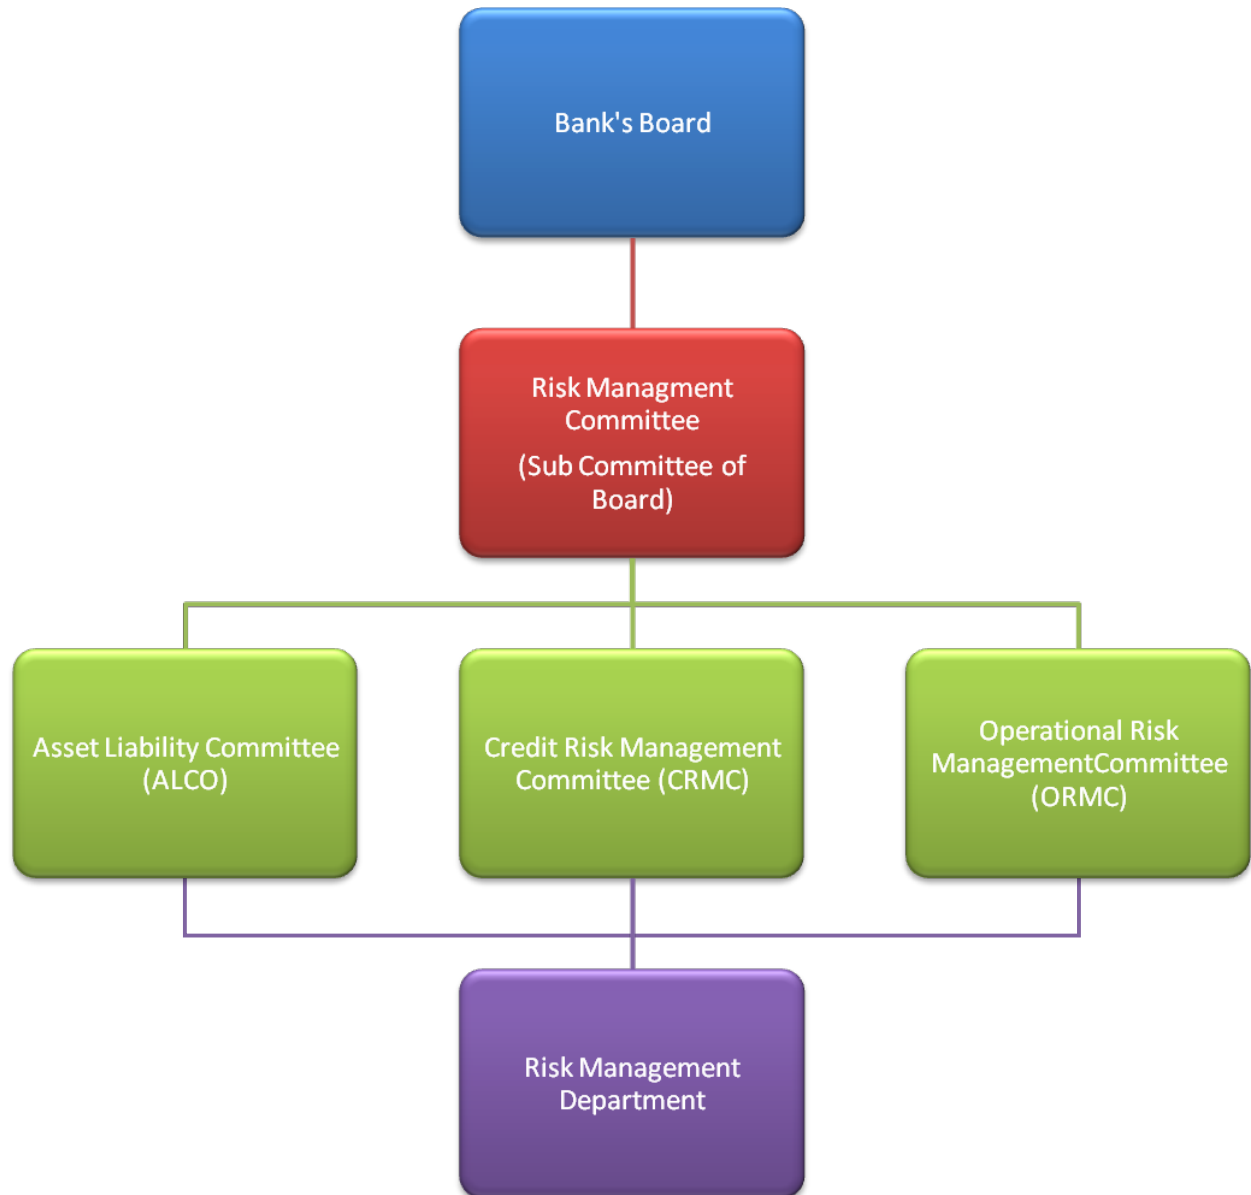 Bank's Board
Risk Managment
Committee
(Sub Committee of
Board)
Asset Liability Committee
(ALCO)
Credit Risk Management
Committee (CRMC)
Operational Risk
ManagementCommittee
(ORMC)
Risk Management
Department